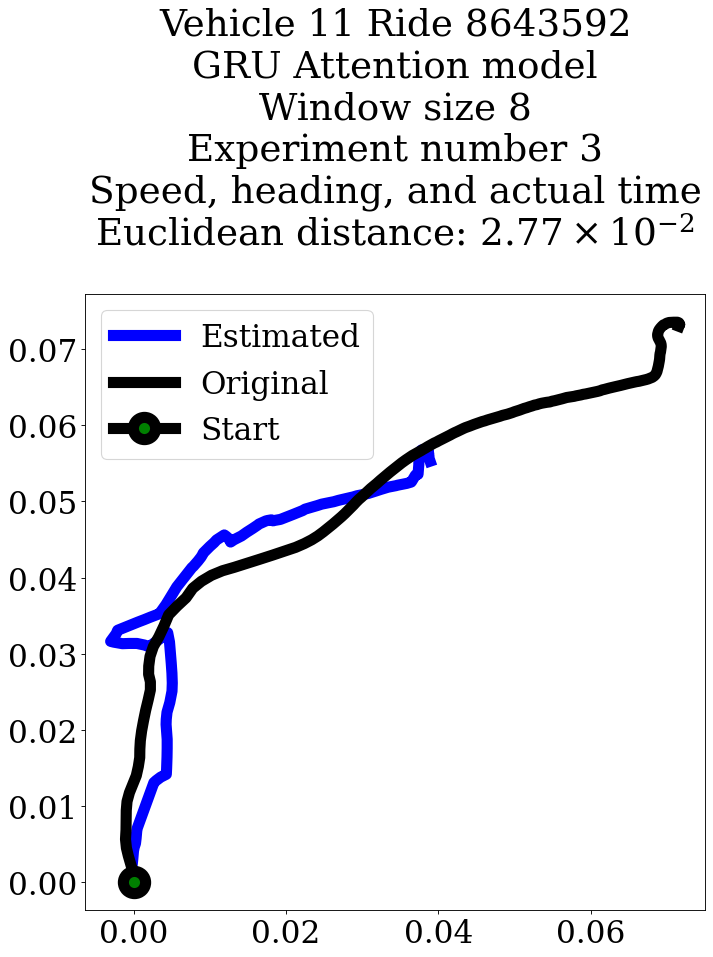 Vehicle 11 Ride 8643592
GRU Attention model
Window size 8
Experiment number 3
Speed, heading, and actual time
Euclidean distance: 2.77 × 10⁻²
Estimated
Original
Start
0.07
0.06
0.05
0.04
0.03
0.02
0.01
0.00
0.00 0.02 0.04 0.06